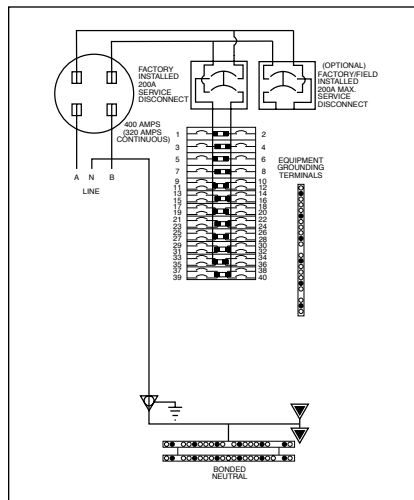 FACTORY
INSTALLED
200A
SERVICE
DISCONNECT
(OPTIONAL)
FACTORY/FIELD
INSTALLED
200A MAX.
SERVICE
DISCONNECT
400 AMPS
(320 AMPS
CONTINUOUS)
A N B
LINE
1 2
3 4
5 6
7 8
9 10
11 12
13 14
15 16
17 18
19 20
21 22
23 24
25 26
27 28
29 30
31 32
33 34
35 36
37 38
39 40
EQUIPMENT
GROUNDING
TERMINALS
BONDED
NEUTRAL